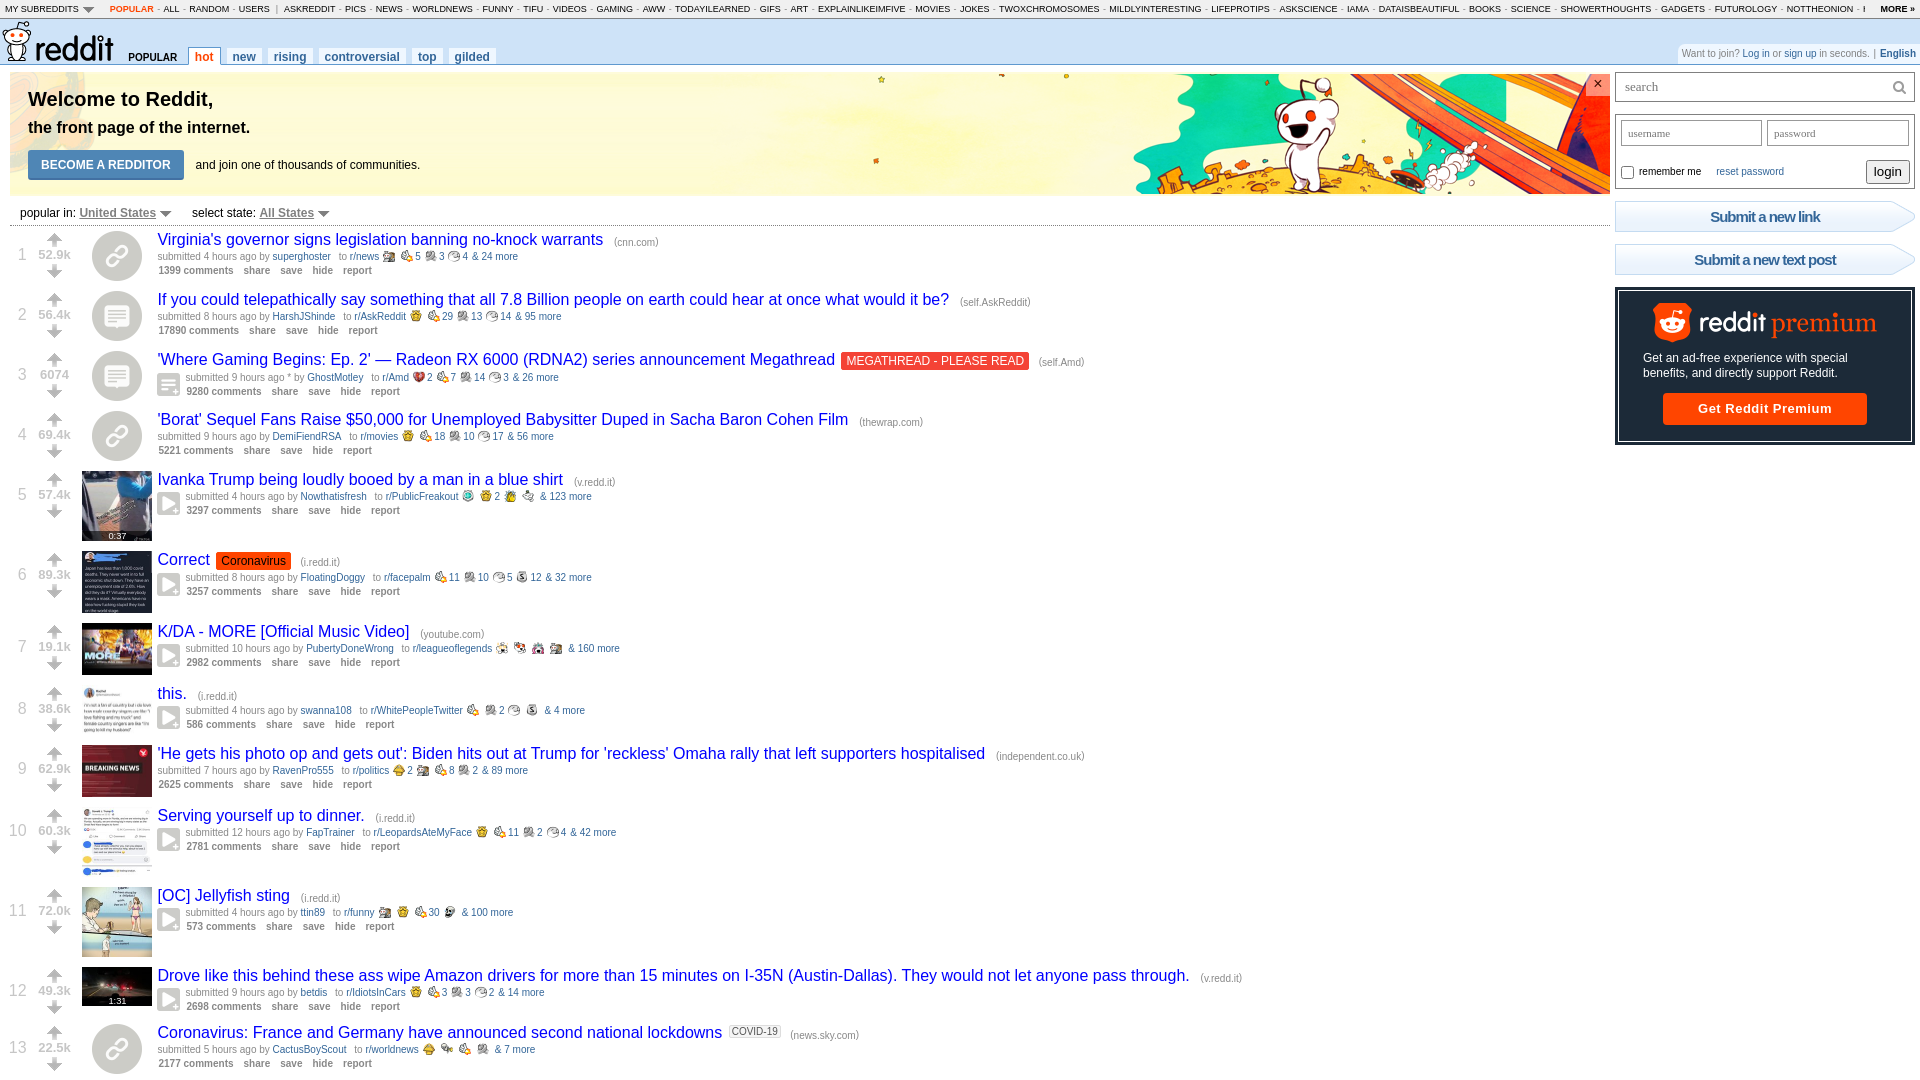 MY SUBREDDITS POPULAR - ALL - RANDOM - USERS | ASKREDDIT - PICS - NEWS - WORLDNEWS - FUNNY - TIFU - VIDEOS - GAMING - AWW - TODAYILEARNED - GIFS - ART - EXPLAINLIKEIMFIVE - MOVIES - JOKES - TWOXCHROMOSOMES - MILDLYINTERESTING - LIFEPROTIPS - ASKSCIENCE - IAMA - DATAISBEAUTIFUL - BOOKS - SCIENCE - SHOWERTHOUGHTS - GADGETS - FUTUROLOGY - NOTTHEONION - MORE »
reddit POPULAR hot new rising controversial top gilded
Want to join? Log in or sign up in seconds. | English
Welcome to Reddit,
the front page of the internet.
BECOME A REDDITOR and join one of thousands of communities.
×
search
username password
remember me reset password login
Submit a new link
Submit a new text post
reddit premium
Get an ad-free experience with special
benefits, and directly support Reddit.
Get Reddit Premium
popular in: United States select state: All States
1 52.9k Virginia's governor signs legislation banning no-knock warrants (cnn.com)
submitted 4 hours ago by superghoster to r/news 5 3 4 & 24 more
1399 comments share save hide report
2 56.4k If you could telepathically say something that all 7.8 Billion people on earth could hear at once what would it be? (self.AskReddit)
submitted 8 hours ago by HarshJShinde to r/AskReddit 29 13 14 & 95 more
17890 comments share save hide report
3 6074 'Where Gaming Begins: Ep. 2' — Radeon RX 6000 (RDNA2) series announcement Megathread MEGATHREAD - PLEASE READ (self.Amd)
submitted 9 hours ago * by GhostMotley to r/Amd 2 7 14 3 & 26 more
9280 comments share save hide report
4 69.4k 'Borat' Sequel Fans Raise $50,000 for Unemployed Babysitter Duped in Sacha Baron Cohen Film (thewrap.com)
submitted 9 hours ago by DemiFiendRSA to r/movies 18 10 17 & 56 more
5221 comments share save hide report
5 57.4k Ivanka Trump being loudly booed by a man in a blue shirt (v.redd.it)
submitted 4 hours ago by Nowthatisfresh to r/PublicFreakout 2 & 123 more
3297 comments share save hide report
0:37
6 89.3k Correct Coronavirus (i.redd.it)
submitted 8 hours ago by FloatingDoggy to r/facepalm 11 10 5 12 & 32 more
3257 comments share save hide report
7 19.1k K/DA - MORE [Official Music Video] (youtube.com)
submitted 10 hours ago by PubertyDoneWrong to r/leagueoflegends & 160 more
MORE
2982 comments share save hide report
8 38.6k this. (i.redd.it)
submitted 4 hours ago by swanna108 to r/WhitePeopleTwitter 2 & 4 more
586 comments share save hide report
9 62.9k 'He gets his photo op and gets out': Biden hits out at Trump for 'reckless' Omaha rally that left supporters hospitalised (independent.co.uk)
BREAKING NEWS
submitted 7 hours ago by RavenPro555 to r/politics 2 8 2 & 89 more
2625 comments share save hide report
10 60.3k Serving yourself up to dinner. (i.redd.it)
submitted 12 hours ago by FapTrainer to r/LeopardsAteMyFace 11 2 4 & 42 more
2781 comments share save hide report
11 72.0k [OC] Jellyfish sting (i.redd.it)
submitted 4 hours ago by ttin89 to r/funny 30 & 100 more
573 comments share save hide report
12 49.3k Drove like this behind these ass wipe Amazon drivers for more than 15 minutes on I-35N (Austin-Dallas). They would not let anyone pass through. (v.redd.it)
submitted 9 hours ago by betdis to r/IdiotsInCars 3 3 2 & 14 more
1:31
2698 comments share save hide report
13 22.5k Coronavirus: France and Germany have announced second national lockdowns COVID-19 (news.sky.com)
submitted 5 hours ago by CactusBoyScout to r/worldnews & 7 more
2177 comments share save hide report